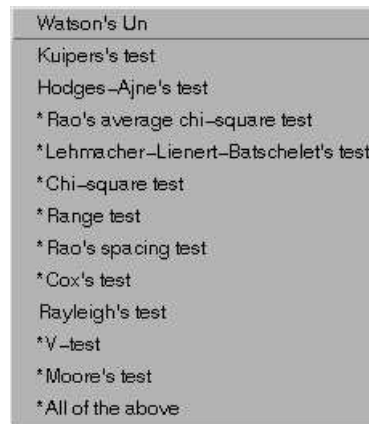 Watson's Un
Kuipers's test
Hodges-Ajne's test
*Rao's average chi-square test
*Lehmacher-Lienert-Batschelet's test
*Chi-square test
*Range test
*Rao's spacing test
*Cox's test
Rayleigh's test
*V-test
*Moore's test
*All of the above